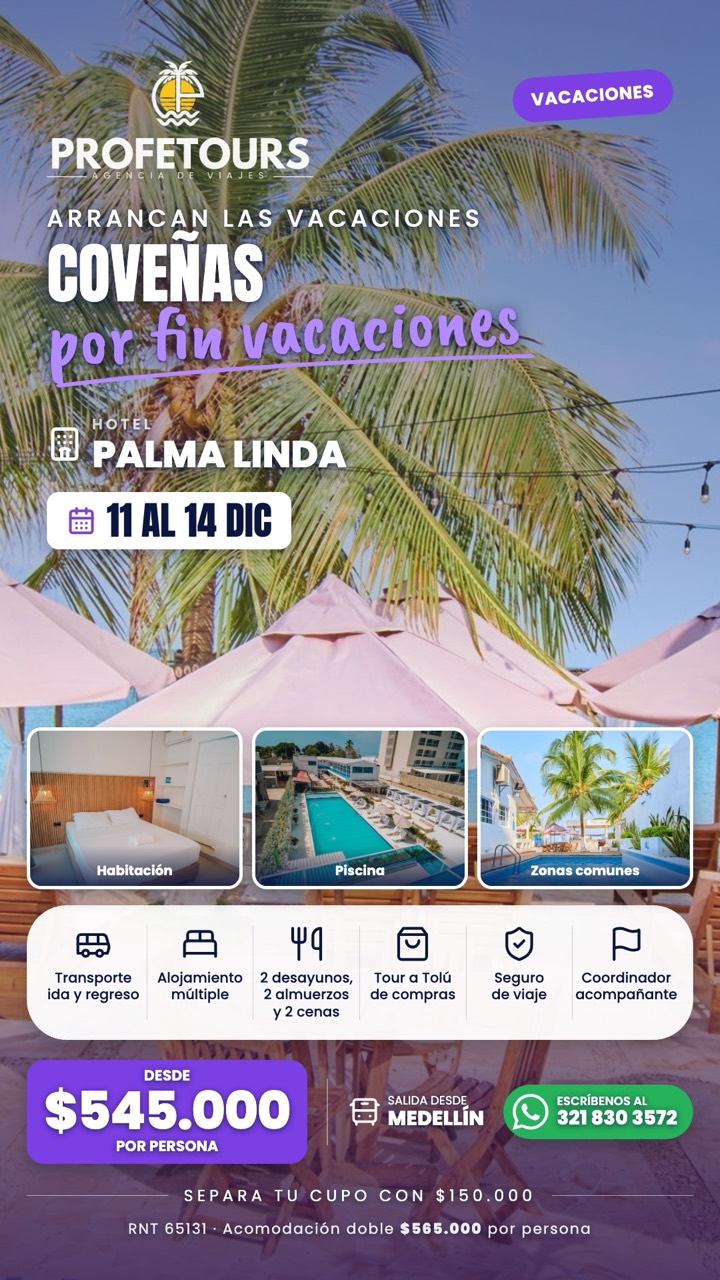 VACACIONES
PROFETOURS
AGENCIA DE VIAJES
ARRANCAN LAS VACACIONES
COVEÑAS
por fin vacaciones
HOTEL
PALMA LINDA
11 AL 14 DIC
Habitación
Piscina
Zonas comunes
Transporte
ida y regreso
Alojamiento
múltiple
2 desayunos,
2 almuerzos
y 2 cenas
Tour a Tolú
de compras
Seguro
de viaje
Coordinador
acompañante
DESDE
$545.000
POR PERSONA
SALIDA DESDE
MEDELLÍN
ESCRÍBENOS AL
321 830 3572
SEPARA TU CUPO CON $150.000
RNT 65131 · Acomodación doble $565.000 por persona